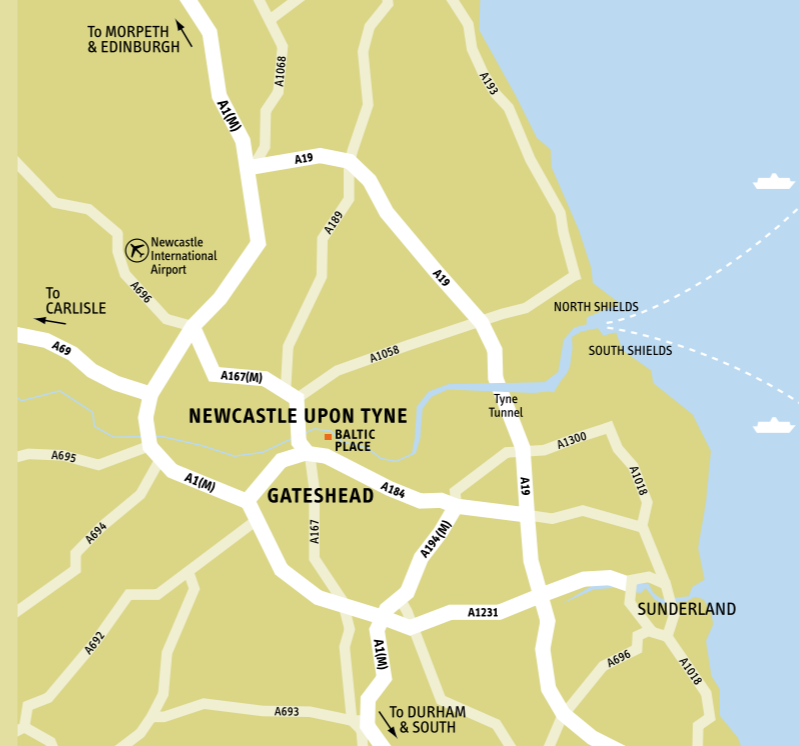 To MORPETH
& EDINBURGH
A1068
A193
A1(M)
A19
A189
Newcastle
International
Airport
A19
A696
To
CARLISLE
NORTH SHIELDS
A69
A1058
SOUTH SHIELDS
A167(M)
Tyne
Tunnel
NEWCASTLE UPON TYNE
BALTIC
PLACE
A1300
A695
A1(M)
A184
A19
A1018
GATESHEAD
A694
A167
A194(M)
A1231
SUNDERLAND
A692
A1(M)
A696
A1018
A693
To DURHAM
& SOUTH